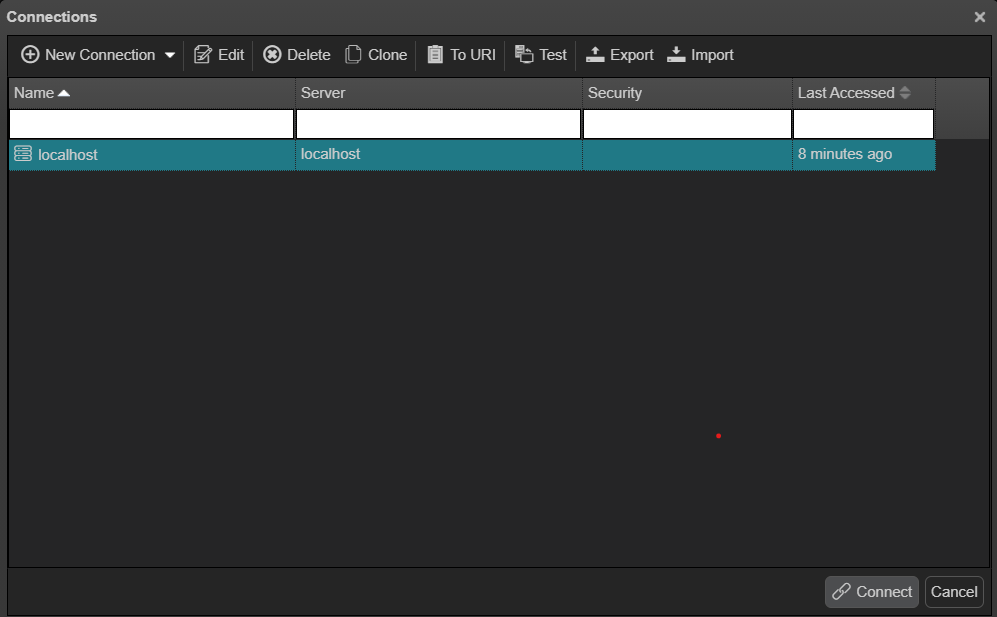 Connections
New Connection Edit Delete Clone To URI Test Export Import
Name Server Security Last Accessed
localhost localhost 8 minutes ago
Connect Cancel